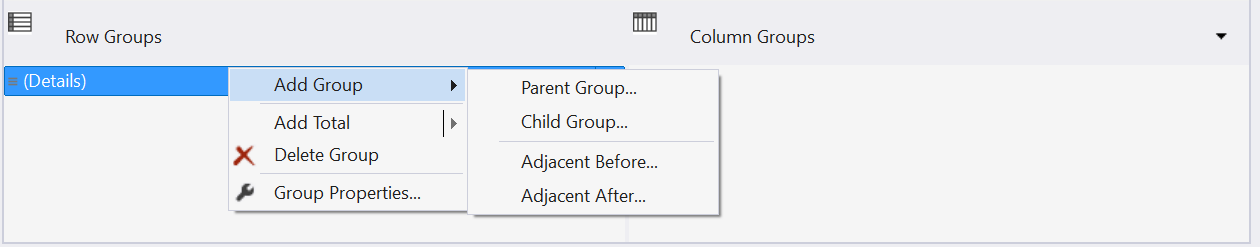 Row Groups
Column Groups
(Details)
Add Group
Add Total
Delete Group
Group Properties...
Parent Group...
Child Group...
Adjacent Before...
Adjacent After...